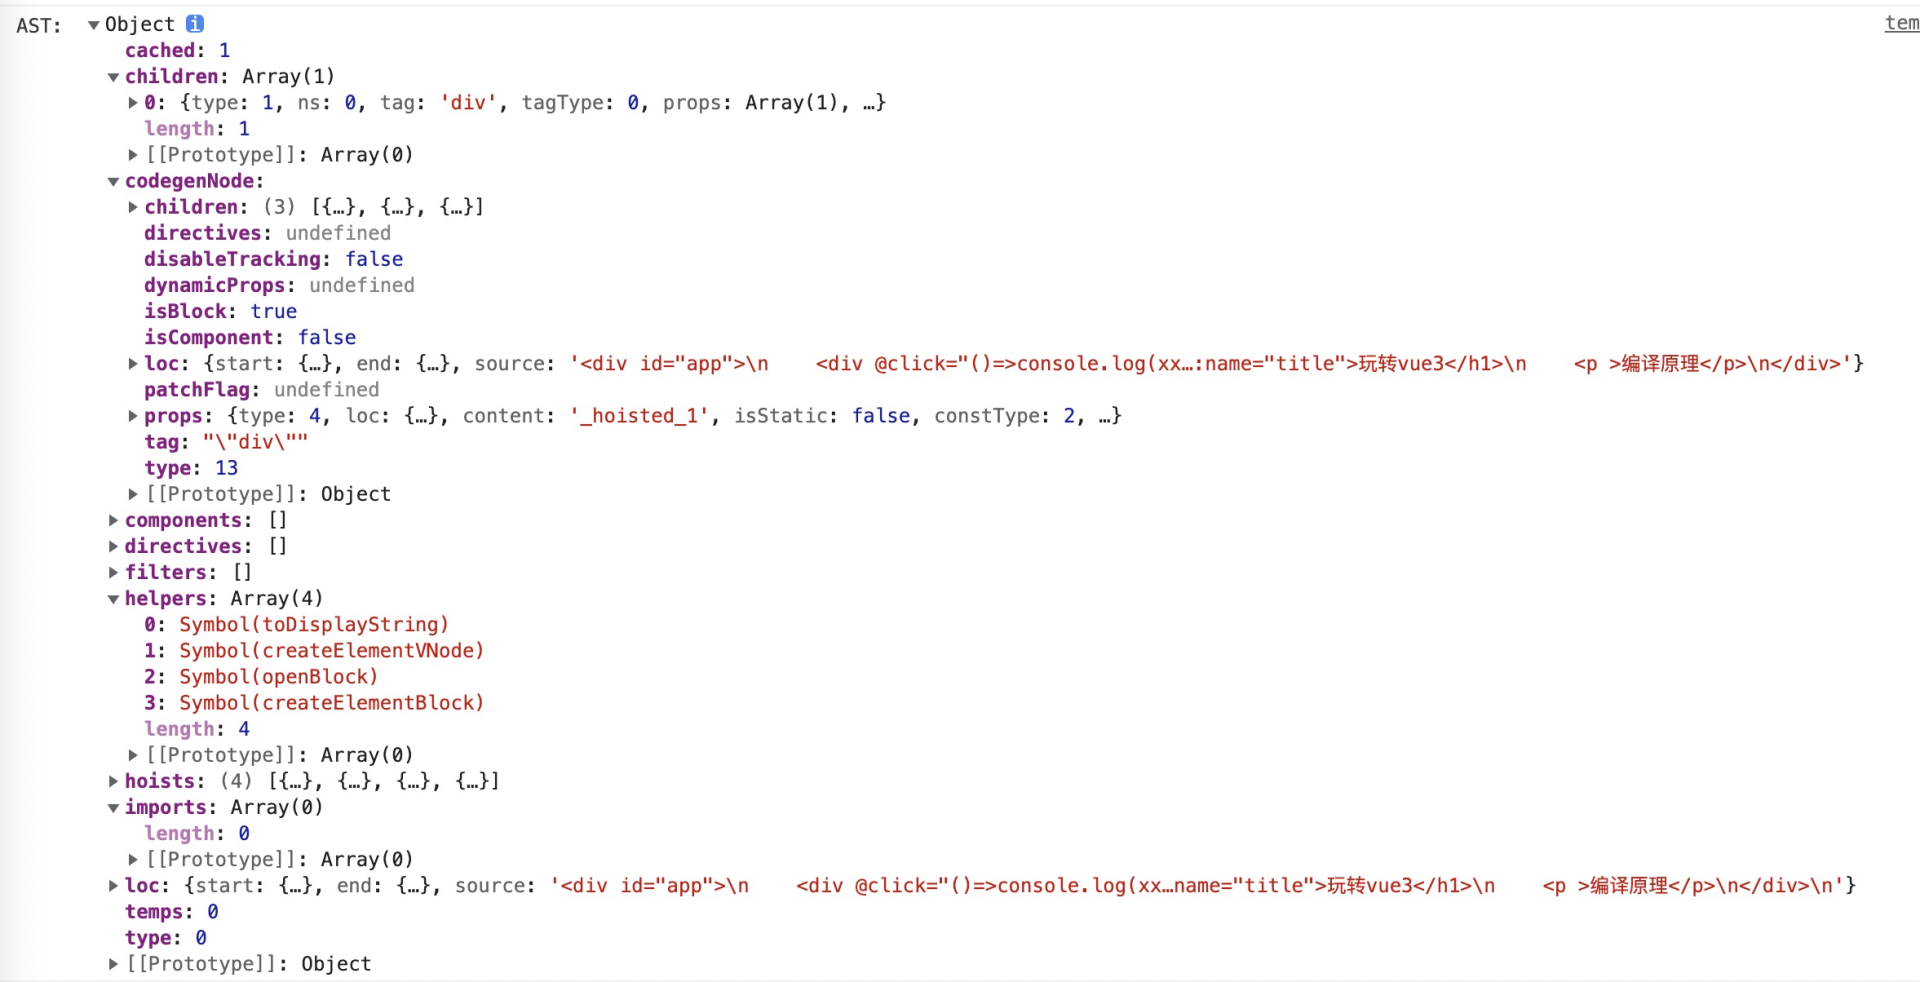 AST: ▼Object i
tem
cached: 1
▼children: Array(1)
▶0: {type: 1, ns: 0, tag: 'div', tagType: 0, props: Array(1), …}
length: 1
▶[[Prototype]]: Array(0)
▼codegenNode:
▶children: (3) [{…}, {…}, {…}]
directives: undefined
disableTracking: false
dynamicProps: undefined
isBlock: true
isComponent: false
▶loc: {start: {…}, end: {…}, source: '<div id="app">\n    <div @click="()=>console.log(xx…:name="title">玩转vue3</h1>\n    <p >编译原理</p>\n</div>'}
patchFlag: undefined
▶props: {type: 4, loc: {…}, content: '_hoisted_1', isStatic: false, constType: 2, …}
tag: "\"div\""
type: 13
▶[[Prototype]]: Object
▶components: []
▶directives: []
▶filters: []
▼helpers: Array(4)
0: Symbol(toDisplayString)
1: Symbol(createElementVNode)
2: Symbol(openBlock)
3: Symbol(createElementBlock)
length: 4
▶[[Prototype]]: Array(0)
▶hoists: (4) [{…}, {…}, {…}, {…}]
▼imports: Array(0)
length: 0
▶[[Prototype]]: Array(0)
▶loc: {start: {…}, end: {…}, source: '<div id="app">\n    <div @click="()=>console.log(xx…name="title">玩转vue3</h1>\n    <p >编译原理</p>\n</div>\n'}
temps: 0
type: 0
▶[[Prototype]]: Object